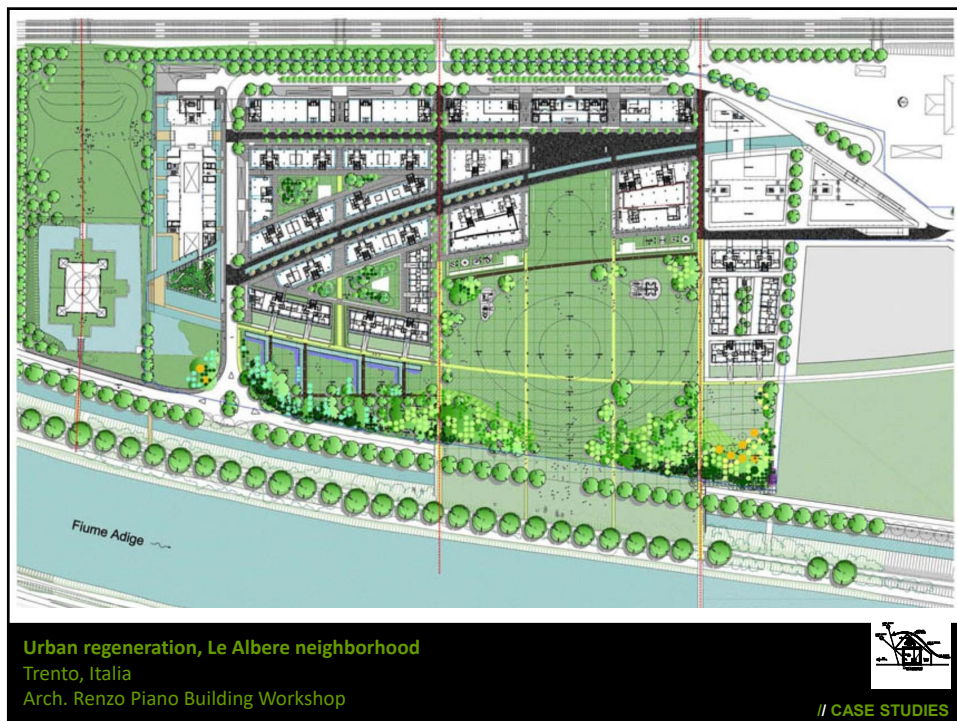 Fiume Adige
Urban regeneration, Le Albere neighborhood
Trento, Italia
Arch. Renzo Piano Building Workshop
// CASE STUDIES